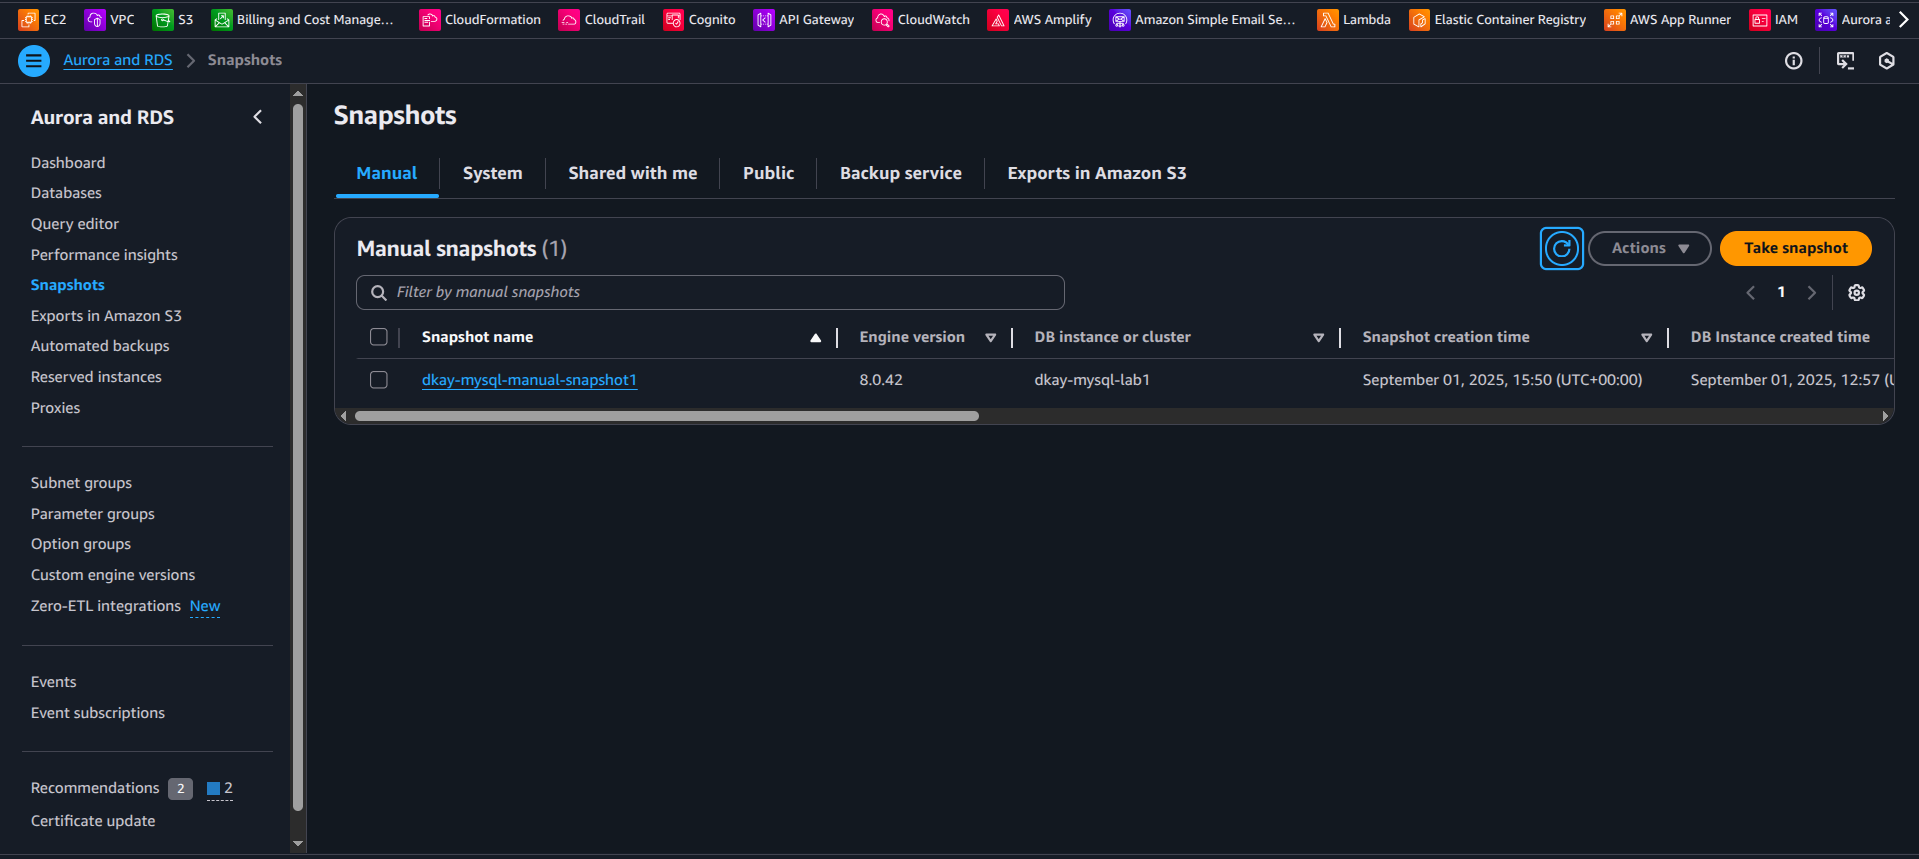 EC2 VPC S3 Billing and Cost Manage... CloudFormation CloudTrail Cognito API Gateway CloudWatch AWS Amplify Amazon Simple Email Se... Lambda Elastic Container Registry AWS App Runner IAM Aurora a
Aurora and RDS Snapshots
Aurora and RDS
Dashboard
Databases
Query editor
Performance insights
Snapshots
Exports in Amazon S3
Automated backups
Reserved instances
Proxies
Subnet groups
Parameter groups
Option groups
Custom engine versions
Zero-ETL integrations New
Events
Event subscriptions
Recommendations 2 2
Certificate update
Snapshots
Manual System Shared with me Public Backup service Exports in Amazon S3
Manual snapshots (1) Actions Take snapshot
Filter by manual snapshots 1
Snapshot name Engine version DB instance or cluster Snapshot creation time DB Instance created time
dkay-mysql-manual-snapshot1 8.0.42 dkay-mysql-lab1 September 01, 2025, 15:50 (UTC+00:00) September 01, 2025, 12:57 (U